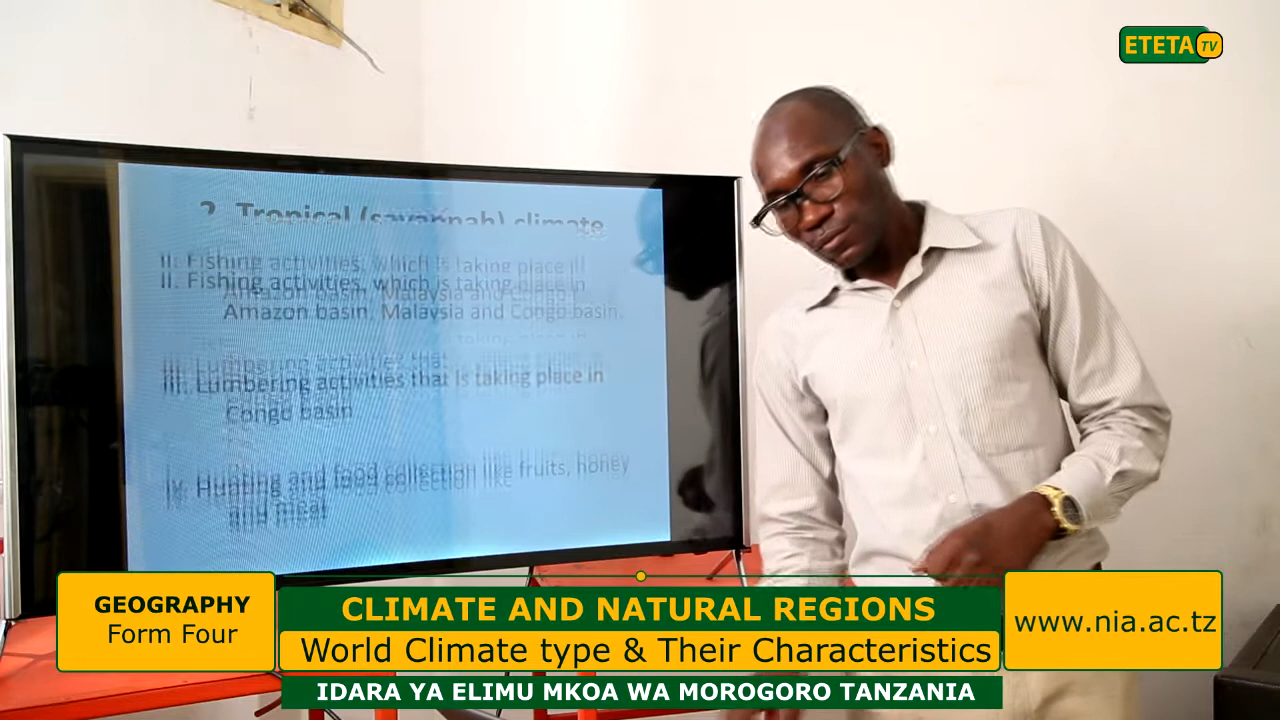 ETETA TV
2. Tropical (savannah) climate
II. Fishing activities, which is taking place in
Amazon basin, Malaysia and Congo basin,
III. Lumbering activities that is taking place in
Congo basin
iv. Hunting and food collection like fruits, honey
and meat
GEOGRAPHY
Form Four
CLIMATE AND NATURAL REGIONS
World Climate type & Their Characteristics
www.nia.ac.tz
IDARA YA ELIMU MKOA WA MOROGORO TANZANIA